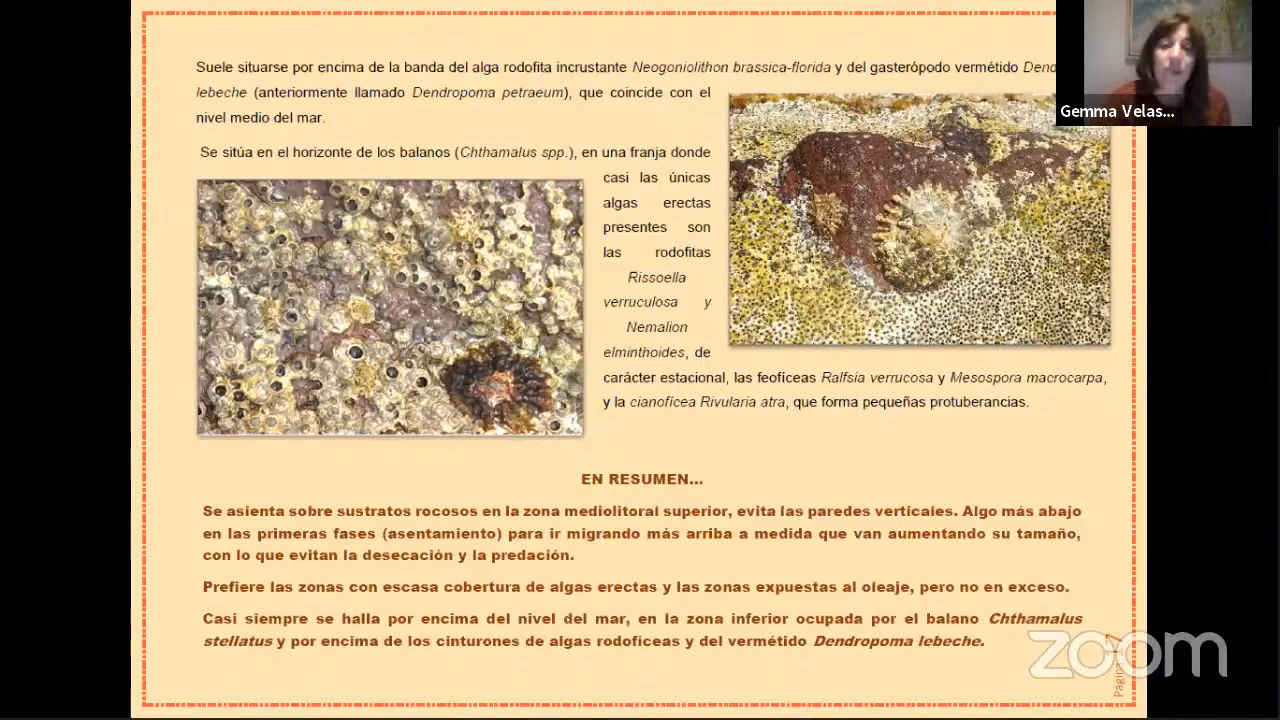 Suele situarse por encima de la banda del alga rodofita incrustante Neogoniolithon brassica-florida y del gasterópodo vermétido Dend
lebeche (anteriormente llamado Dendropoma petraeum), que coincide con el
nivel medio del mar.
Se sitúa en el horizonte de los balanos (Chthamalus spp.), en una franja donde
casi las únicas
algas erectas
presentes son
las rodofitas
Rissoella
verruculosa y
Nemalion
elminthoides, de
carácter estacional, las feofíceas Ralfsia verrucosa y Mesospora macrocarpa,
y la cianofícea Rivularia atra, que forma pequeñas protuberancias.
EN RESUMEN...
Se asienta sobre sustratos rocosos en la zona mediolitoral superior, evita las paredes verticales. Algo más abajo
en las primeras fases (asentamiento) para ir migrando más arriba a medida que van aumentando su tamaño,
con lo que evitan la desecación y la predación.
Prefiere las zonas con escasa cobertura de algas erectas y las zonas expuestas al oleaje, pero no en exceso.
Casi siempre se halla por encima del nivel del mar, en la zona inferior ocupada por el balano Chthamalus
stellatus y por encima de los cinturones de algas rodofíceas y del vermétido Dendropoma lebeche.
Gemma Velas...
zoom
Página 17